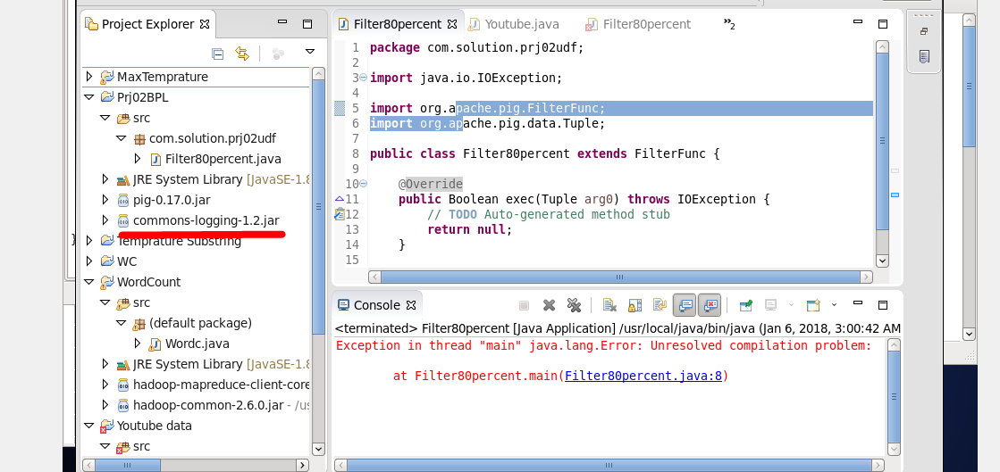 Project Explorer
MaxTemprature
Prj02BPL
src
com.solution.prj02udf
Filter80percent.java
JRE System Library [JavaSE-1.8
pig-0.17.0.jar
commons-logging-1.2.jar
Temprature Substring
WC
WordCount
src
(default package)
Wordc.java
JRE System Library [JavaSE-1.8
hadoop-mapreduce-client-core
hadoop-common-2.6.0.jar - /us
Youtube data
src
}
Filter80percent Youtube.java Filter80percent »2
1 package com.solution.prj02udf;
2
3 import java.io.IOException;
4
5 import org.apache.pig.FilterFunc;
6 import org.apache.pig.data.Tuple;
7
8 public class Filter80percent extends FilterFunc {
9
10 @Override
11 public Boolean exec(Tuple arg0) throws IOException {
12 // TODO Auto-generated method stub
13 return null;
14 }
15
Console
<terminated> Filter80percent [Java Application] /usr/local/java/bin/java (Jan 6, 2018, 3:00:42 AM
Exception in thread "main" java.lang.Error: Unresolved compilation problem:
at Filter80percent.main(Filter80percent.java:8)